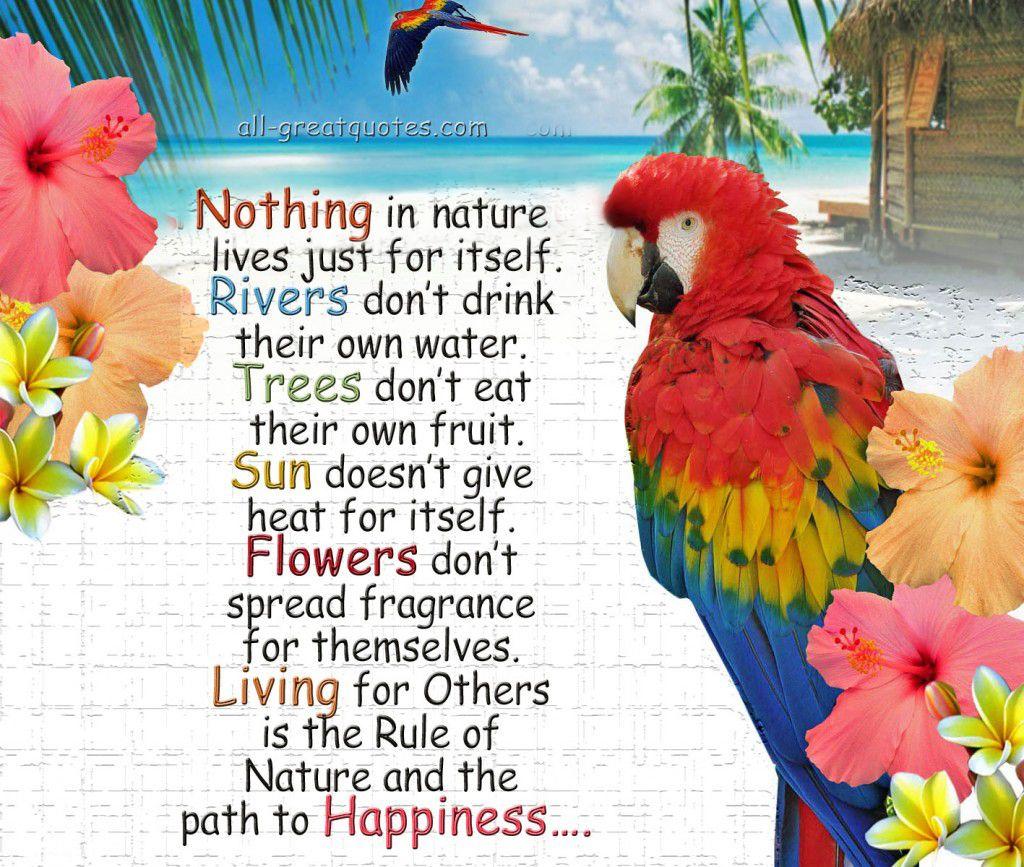 all-greatquotes.com
Nothing in nature
lives just for itself.
Rivers don't drink
their own water.
Trees don't eat
their own fruit.
Sun doesn't give
heat for itself.
Flowers don't
spread fragrance
for themselves.
Living for Others
is the Rule of
Nature and the
path to Happiness....